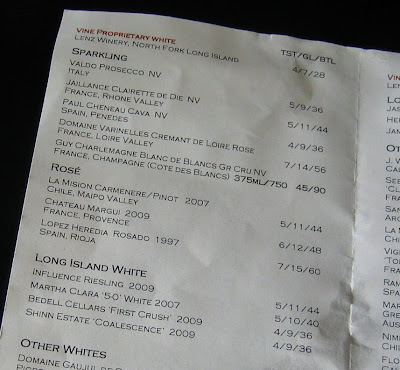 VINE PROPRIETARY WHITE
LENZ WINERY, NORTH FORK LONG ISLAND TST/GL/BTL
SPARKLING
VALDO PROSECCO NV 4/7/28
ITALY
JAILLANCE CLAIRETTE DE DIE NV 5/9/36
FRANCE, RHONE VALLEY
PAUL CHENEAU CAVA NV 5/11/44
SPAIN, PENEDES
DOMAINE VARINELLES CREMANT DE LOIRE ROSE 4/9/36
FRANCE, LOIRE VALLEY
GUY CHARLEMAGNE BLANC DE BLANCS GR CRU NV 7/14/56
FRANCE, CHAMPAGNE (COTE DES BLANCS) 375ML/750 45/90
ROSÉ
LA MISION CARMENERE/PINOT 2007
CHILE, MAIPO VALLEY 5/11/44
CHATEAU MARGUI 2009
FRANCE, PROVENCE 6/12/48
LOPEZ HEREDIA ROSADO 1997
SPAIN, RIOJA 7/15/60
LONG ISLAND WHITE
INFLUENCE RIESLING 2009 5/11/44
MARTHA CLARA '5O' WHITE 2007 5/10/40
BEDELL CELLARS 'FIRST CRUSH' 2009 4/9/36
SHINN ESTATE 'COALESCENCE' 2009 4/9/36
OTHER WHITES
DOMAINE GAUJAL DE